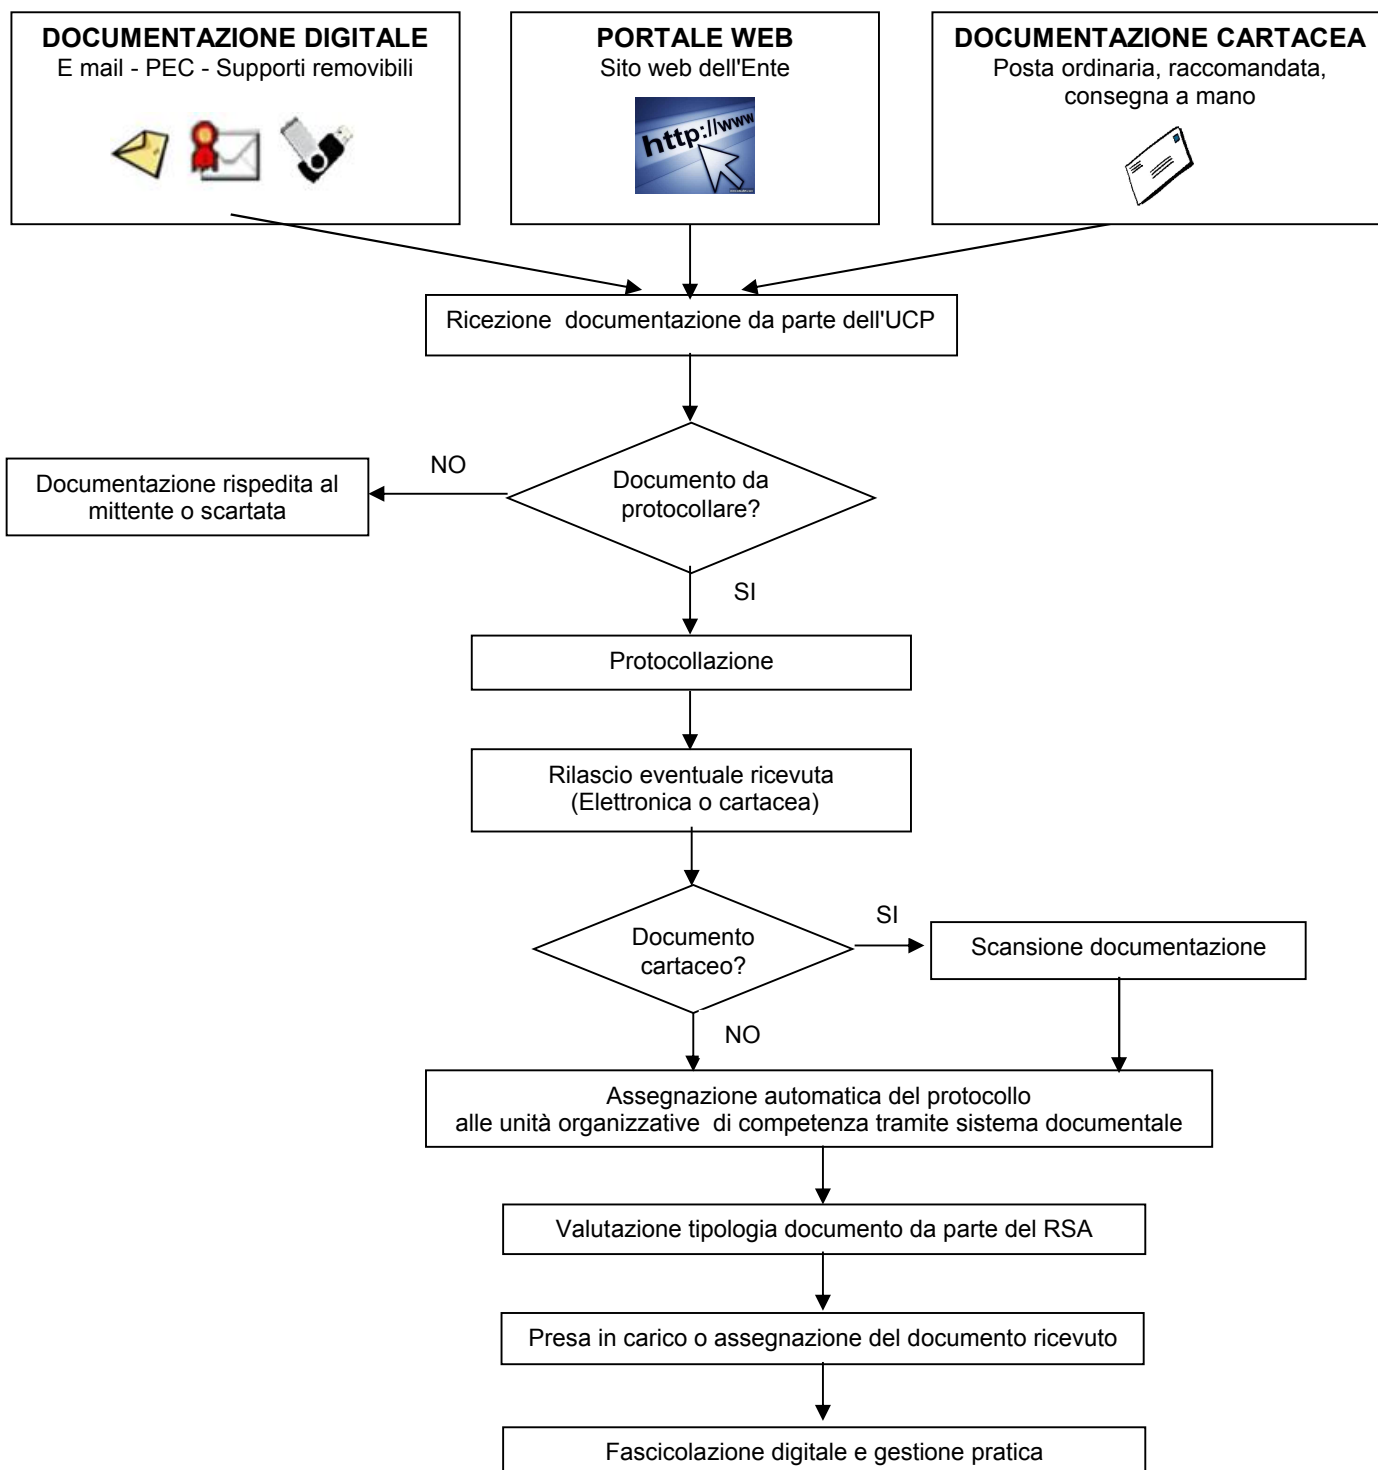 DOCUMENTAZIONE DIGITALE
E mail - PEC - Supporti removibili
PORTALE WEB
Sito web dell'Ente
http://www
DOCUMENTAZIONE CARTACEA
Posta ordinaria, raccomandata,
consegna a mano
Ricezione documentazione da parte dell'UCP
Documento da
protocollare?
NO
Documentazione rispedita al
mittente o scartata
SI
Protocollazione
Rilascio eventuale ricevuta
(Elettronica o cartacea)
Documento
cartaceo?
SI
Scansione documentazione
NO
Assegnazione automatica del protocollo
alle unità organizzative di competenza tramite sistema documentale
Valutazione tipologia documento da parte del RSA
Presa in carico o assegnazione del documento ricevuto
Fascicolazione digitale e gestione pratica